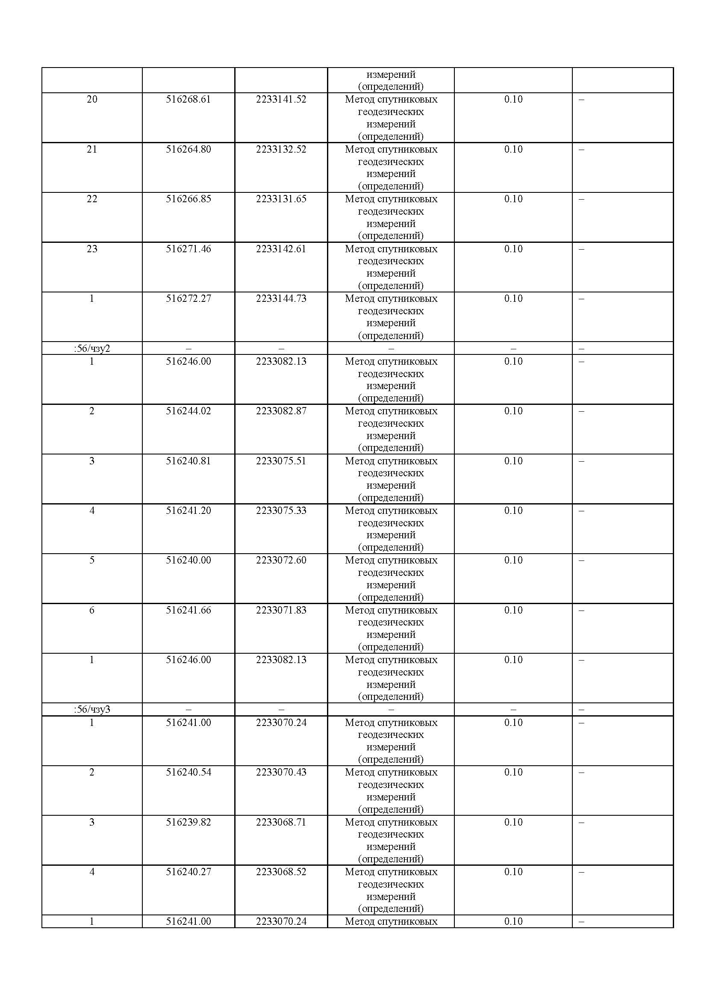 измерений
(определений)
20 516268.61 2233141.52 Метод спутниковых 0.10 –
геодезических
измерений
(определений)
21 516264.80 2233132.52 Метод спутниковых 0.10 –
геодезических
измерений
(определений)
22 516266.85 2233131.65 Метод спутниковых 0.10 –
геодезических
измерений
(определений)
23 516271.46 2233142.61 Метод спутниковых 0.10 –
геодезических
измерений
(определений)
1 516272.27 2233144.73 Метод спутниковых 0.10 –
геодезических
измерений
(определений)
:56/чзу2 – – – – –
1 516246.00 2233082.13 Метод спутниковых 0.10 –
геодезических
измерений
(определений)
2 516244.02 2233082.87 Метод спутниковых 0.10 –
геодезических
измерений
(определений)
3 516240.81 2233075.51 Метод спутниковых 0.10 –
геодезических
измерений
(определений)
4 516241.20 2233075.33 Метод спутниковых 0.10 –
геодезических
измерений
(определений)
5 516240.00 2233072.60 Метод спутниковых 0.10 –
геодезических
измерений
(определений)
6 516241.66 2233071.83 Метод спутниковых 0.10 –
геодезических
измерений
(определений)
1 516246.00 2233082.13 Метод спутниковых 0.10 –
геодезических
измерений
(определений)
:56/чзу3 – – – – –
1 516241.00 2233070.24 Метод спутниковых 0.10 –
геодезических
измерений
(определений)
2 516240.54 2233070.43 Метод спутниковых 0.10 –
геодезических
измерений
(определений)
3 516239.82 2233068.71 Метод спутниковых 0.10 –
геодезических
измерений
(определений)
4 516240.27 2233068.52 Метод спутниковых 0.10 –
геодезических
измерений
(определений)
1 516241.00 2233070.24 Метод спутниковых 0.10 –